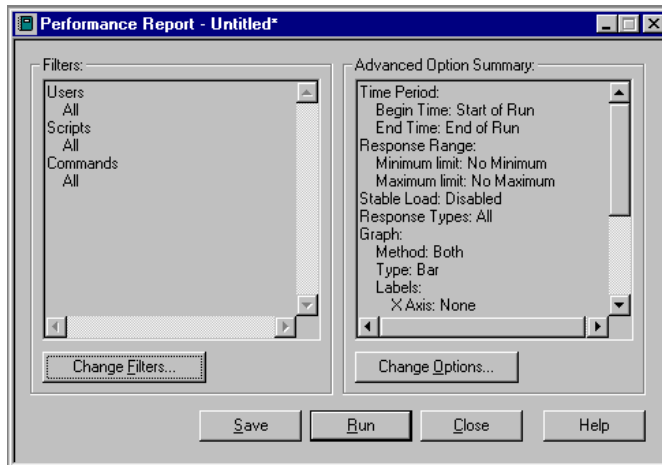 Performance Report - Untitled*
Filters:
Users
All
Scripts
All
Commands
All
Change Filters...
Advanced Option Summary:
Time Period:
Begin Time: Start of Run
End Time: End of Run
Response Range:
Minimum limit: No Minimum
Maximum limit: No Maximum
Stable Load: Disabled
Response Types: All
Graph:
Method: Both
Type: Bar
Labels:
X Axis: None
Change Options...
Save
Run
Close
Help